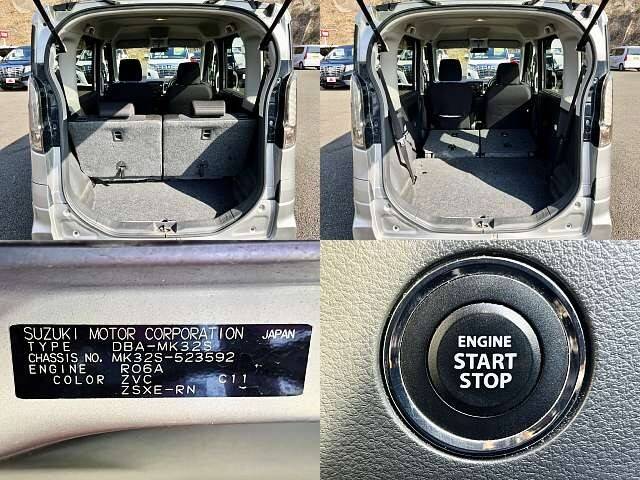 SUZUKI MOTOR CORPORATION JAPAN
TYPE DBA-MK32S
CHASSIS NO. MK32S-523592
ENGINE R06A
COLOR ZVC C11
ZSXE-RN
ENGINE
START
STOP